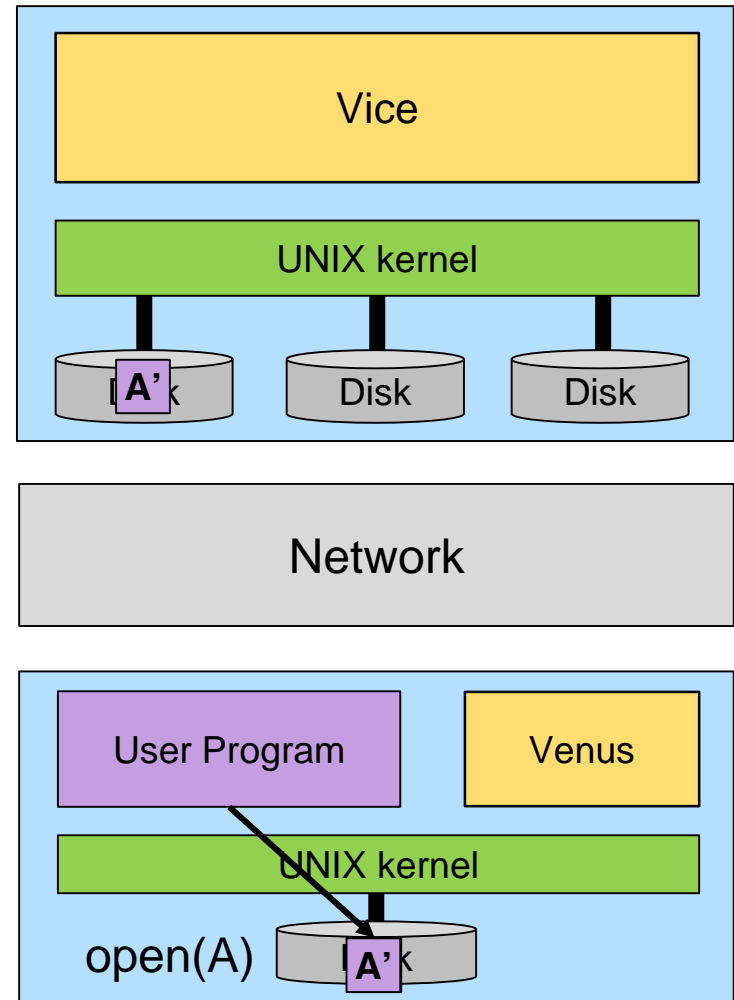 Vice
UNIX kernel
A’
Disk
Disk
Network
User Program
Venus
UNIX kernel
open(A)
A’